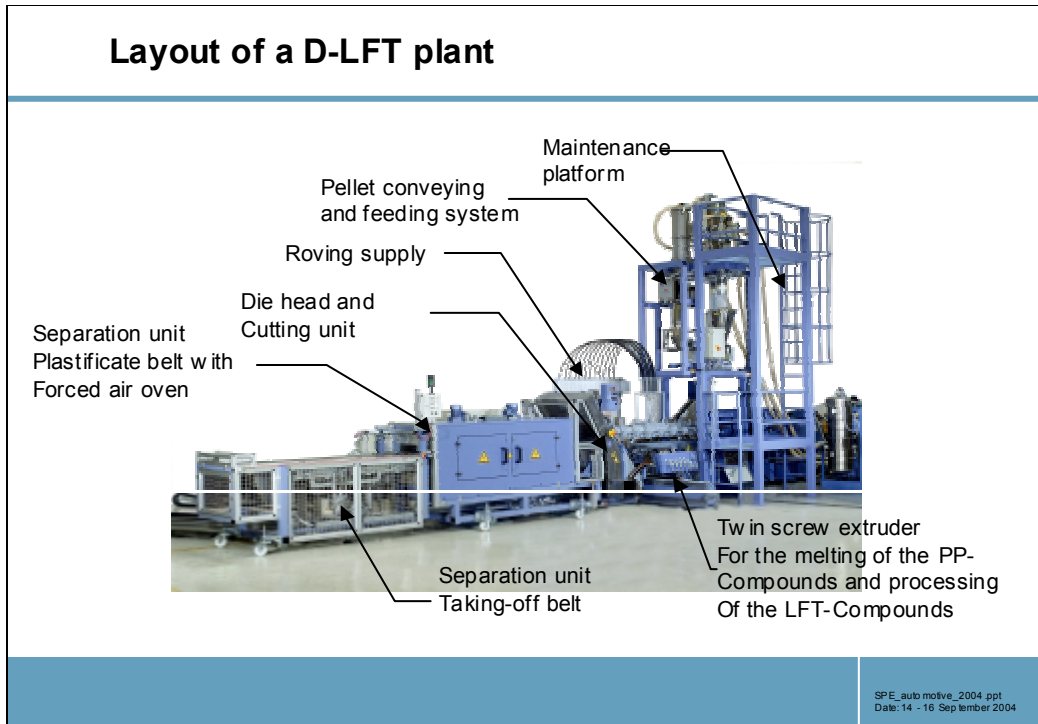 Layout of a D-LFT plant
Maintenance
platform
Pellet conveying
and feeding system
Roving supply
Die head and
Cutting unit
Separation unit
Plastificate belt with
Forced air oven
Twin screw extruder
For the melting of the PP-
Compounds and processing
Of the LFT-Compounds
Separation unit
Taking-off belt
SPE_automotive_2004.ppt
Date: 14 - 16 September 2004